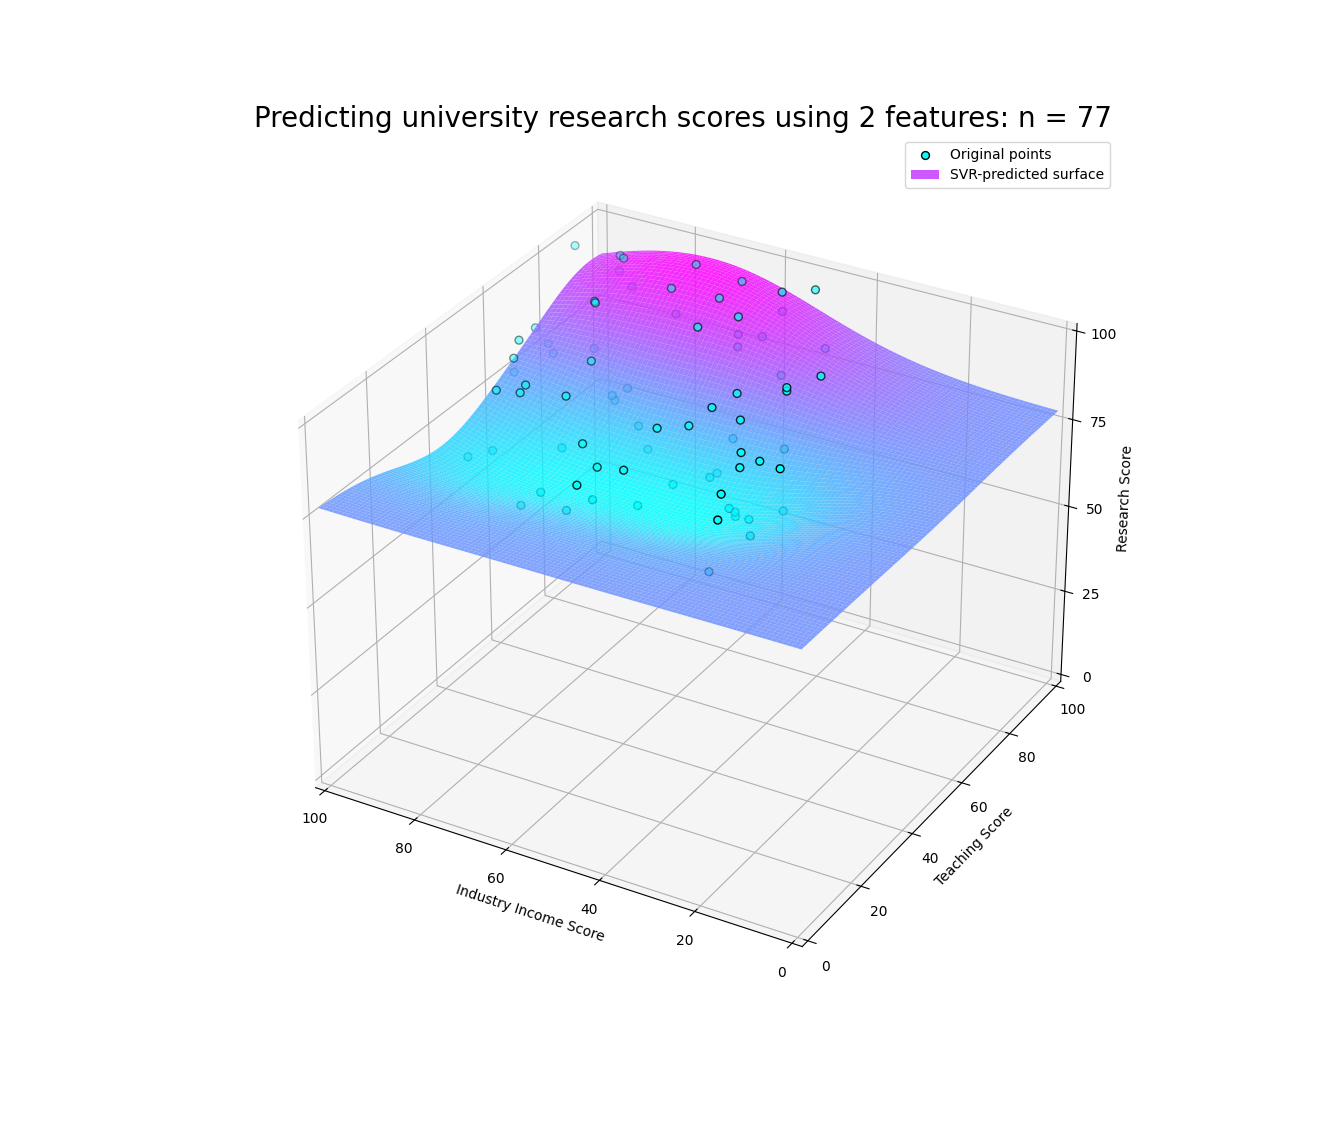 Predicting university research scores using 2 features: n = 77
Original points
SVR-predicted surface
100
75
50
25
0
Research Score
100
80
60
40
20
0
Teaching Score
100
80
60
40
20
0
Industry Income Score